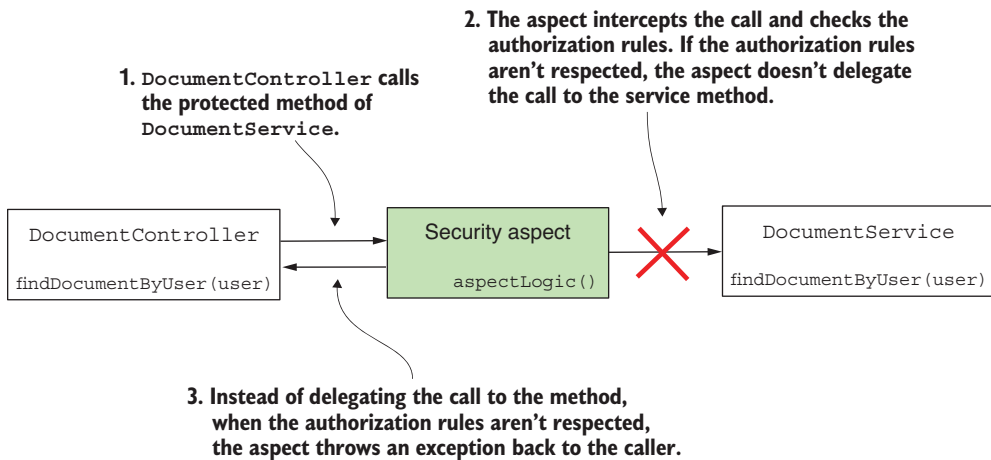 2. The aspect intercepts the call and checks the
authorization rules. If the authorization rules
aren't respected, the aspect doesn't delegate
the call to the service method.
1. DocumentController calls
the protected method of
DocumentService.
DocumentController
findDocumentByUser(user)
Security aspect
aspectLogic()
DocumentService
findDocumentByUser(user)
3. Instead of delegating the call to the method,
when the authorization rules aren't respected,
the aspect throws an exception back to the caller.